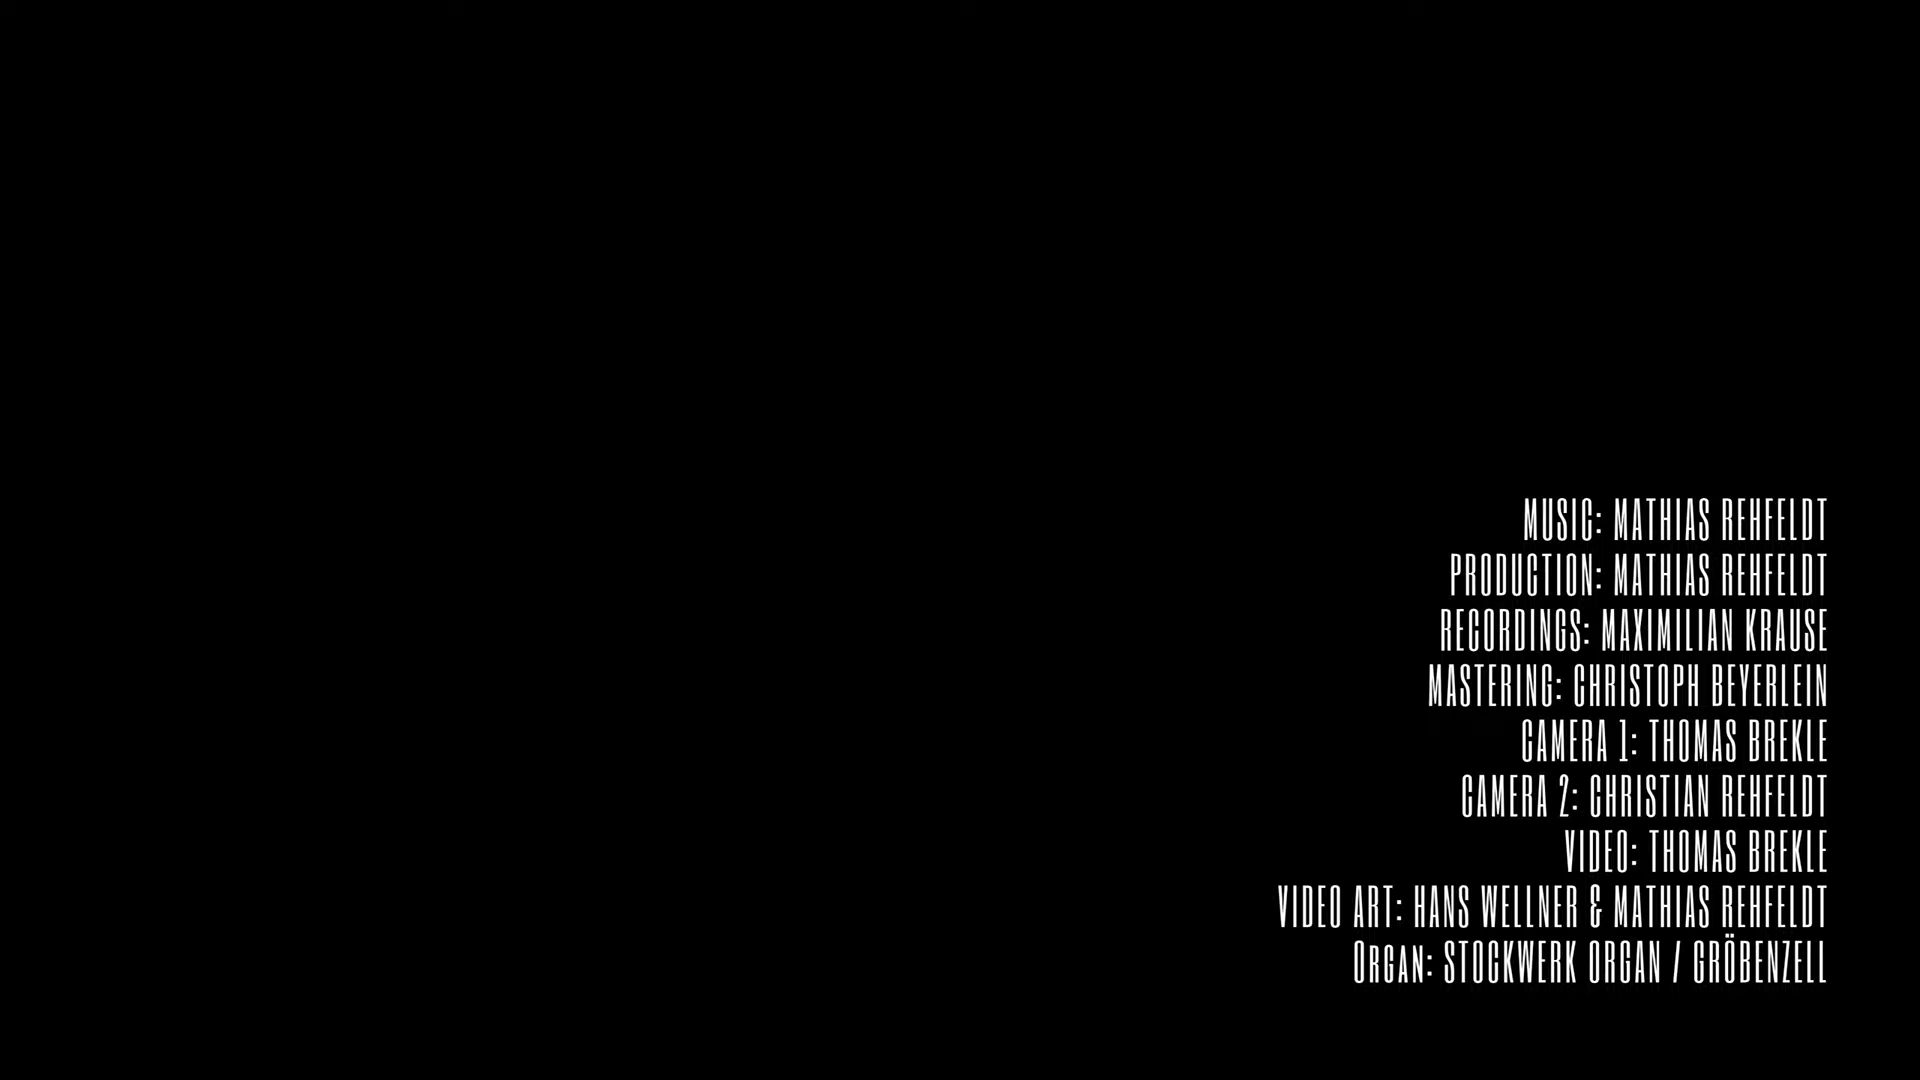 MUSIC: MATHIAS REHFELDT
PRODUCTION: MATHIAS REHFELDT
RECORDINGS: MAXIMILIAN KRAUSE
MASTERING: CHRISTOPH BEYERLEIN
CAMERA 1: THOMAS BREKLE
CAMERA 2: CHRISTIAN REHFELDT
VIDEO: THOMAS BREKLE
VIDEO ART: HANS WELLNER & MATHIAS REHFELDT
ORGAN: STOCKWERK ORGAN / GRÖBENZELL